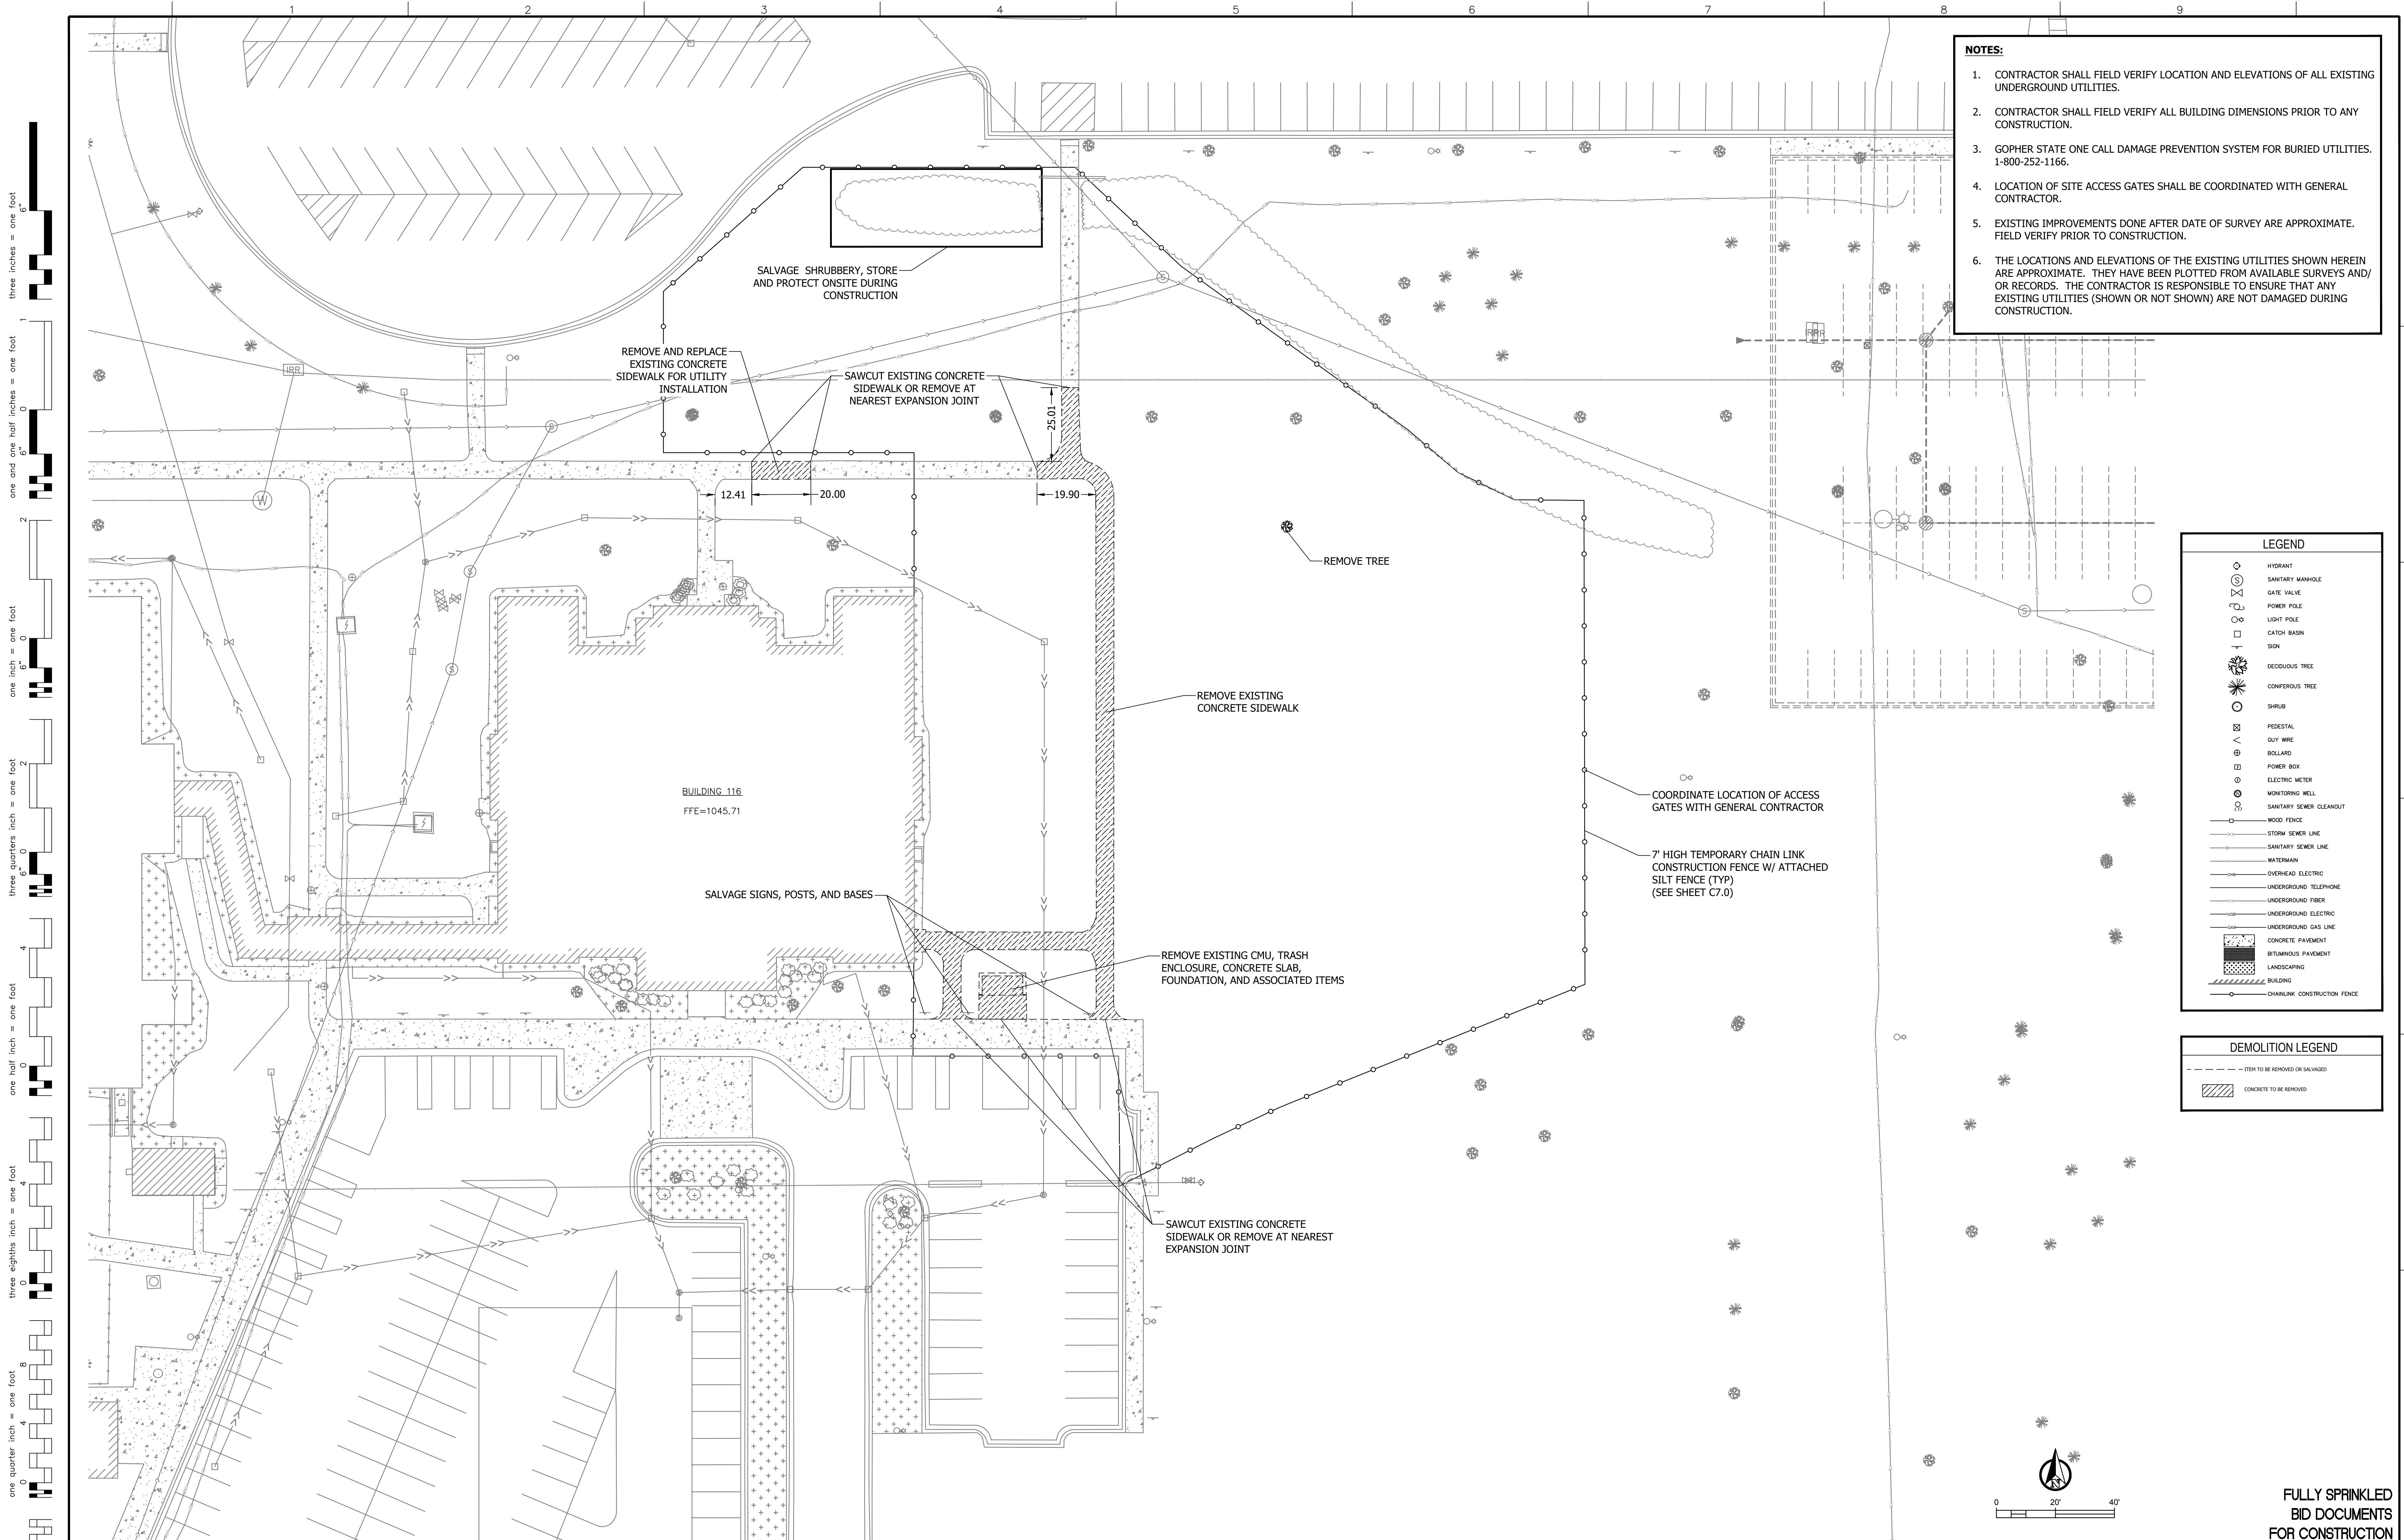 1
2
3
4
5
6
7
8
9
three inches = one foot
6"
one and one half inches = one foot
1
0
6"
one inch = one foot
2
0
6"
three quarters inch = one foot
2
0
6"
one half inch = one foot
4
0
three eighths inch = one foot
4
0
one quarter inch = one foot
8
4
0
NOTES:
1. CONTRACTOR SHALL FIELD VERIFY LOCATION AND ELEVATIONS OF ALL EXISTING
UNDERGROUND UTILITIES.
2. CONTRACTOR SHALL FIELD VERIFY ALL BUILDING DIMENSIONS PRIOR TO ANY
CONSTRUCTION.
3. GOPHER STATE ONE CALL DAMAGE PREVENTION SYSTEM FOR BURIED UTILITIES.
1-800-252-1166.
4. LOCATION OF SITE ACCESS GATES SHALL BE COORDINATED WITH GENERAL
CONTRACTOR.
5. EXISTING IMPROVEMENTS DONE AFTER DATE OF SURVEY ARE APPROXIMATE.
FIELD VERIFY PRIOR TO CONSTRUCTION.
6. THE LOCATIONS AND ELEVATIONS OF THE EXISTING UTILITIES SHOWN HEREIN
ARE APPROXIMATE. THEY HAVE BEEN PLOTTED FROM AVAILABLE SURVEYS AND/
OR RECORDS. THE CONTRACTOR IS RESPONSIBLE TO ENSURE THAT ANY
EXISTING UTILITIES (SHOWN OR NOT SHOWN) ARE NOT DAMAGED DURING
CONSTRUCTION.
SALVAGE SHRUBBERY, STORE
AND PROTECT ONSITE DURING
CONSTRUCTION
REMOVE AND REPLACE
EXISTING CONCRETE
SIDEWALK FOR UTILITY
INSTALLATION
SAWCUT EXISTING CONCRETE
SIDEWALK OR REMOVE AT
NEAREST EXPANSION JOINT
25.01
12.41
20.00
19.90
IRR
W
S
S
S
S
S
S
REMOVE TREE
REMOVE EXISTING
CONCRETE SIDEWALK
BUILDING 116
FFE=1045.71
COORDINATE LOCATION OF ACCESS
GATES WITH GENERAL CONTRACTOR
7' HIGH TEMPORARY CHAIN LINK
CONSTRUCTION FENCE W/ ATTACHED
SILT FENCE (TYP)
(SEE SHEET C7.0)
SALVAGE SIGNS, POSTS, AND BASES
REMOVE EXISTING CMU, TRASH
ENCLOSURE, CONCRETE SLAB,
FOUNDATION, AND ASSOCIATED ITEMS
SAWCUT EXISTING CONCRETE
SIDEWALK OR REMOVE AT NEAREST
EXPANSION JOINT
LEGEND
HYDRANT
S SANITARY MANHOLE
GATE VALVE
POWER POLE
LIGHT POLE
CATCH BASIN
SIGN
DECIDUOUS TREE
CONIFEROUS TREE
SHRUB
PEDESTAL
GUY WIRE
BOLLARD
POWER BOX
ELECTRIC METER
MONITORING WELL
SANITARY SEWER CLEANOUT
WOOD FENCE
STORM SEWER LINE
SANITARY SEWER LINE
WATERMAIN
OVERHEAD ELECTRIC
UNDERGROUND TELEPHONE
UNDERGROUND FIBER
UNDERGROUND ELECTRIC
UNDERGROUND GAS LINE
CONCRETE PAVEMENT
BITUMINOUS PAVEMENT
LANDSCAPING
BUILDING
CHAINLINK CONSTRUCTION FENCE
DEMOLITION LEGEND
ITEM TO BE REMOVED OR SALVAGED
CONCRETE TO BE REMOVED
N
0 20' 40'
FULLY SPRINKLED
BID DOCUMENTS
FOR CONSTRUCTION